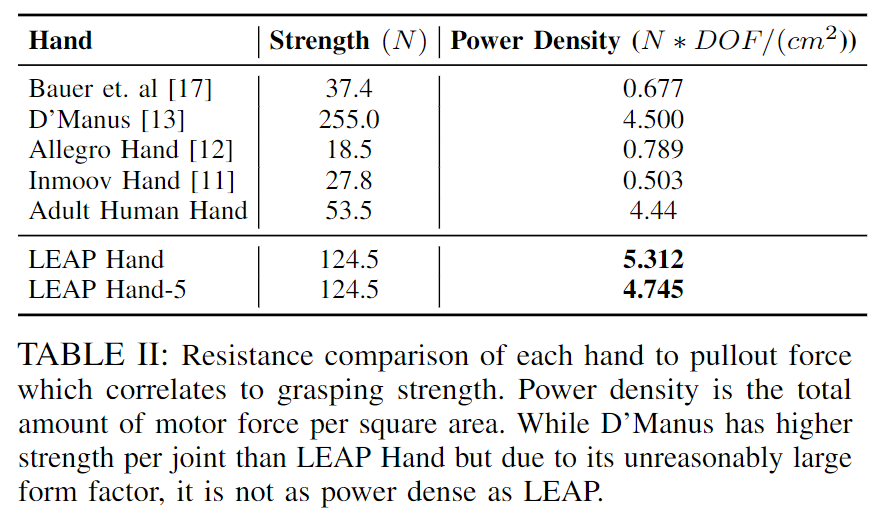 Hand Strength (N) Power Density (N ∗ DOF/(cm²))
Bauer et. al [17] 37.4 0.677
D’Manus [13] 255.0 4.500
Allegro Hand [12] 18.5 0.789
Inmoov Hand [11] 27.8 0.503
Adult Human Hand 53.5 4.44
LEAP Hand 124.5 5.312
LEAP Hand-5 124.5 4.745
TABLE II: Resistance comparison of each hand to pullout force
which correlates to grasping strength. Power density is the total
amount of motor force per square area. While D’Manus has higher
strength per joint than LEAP Hand but due to its unreasonably large
form factor, it is not as power dense as LEAP.